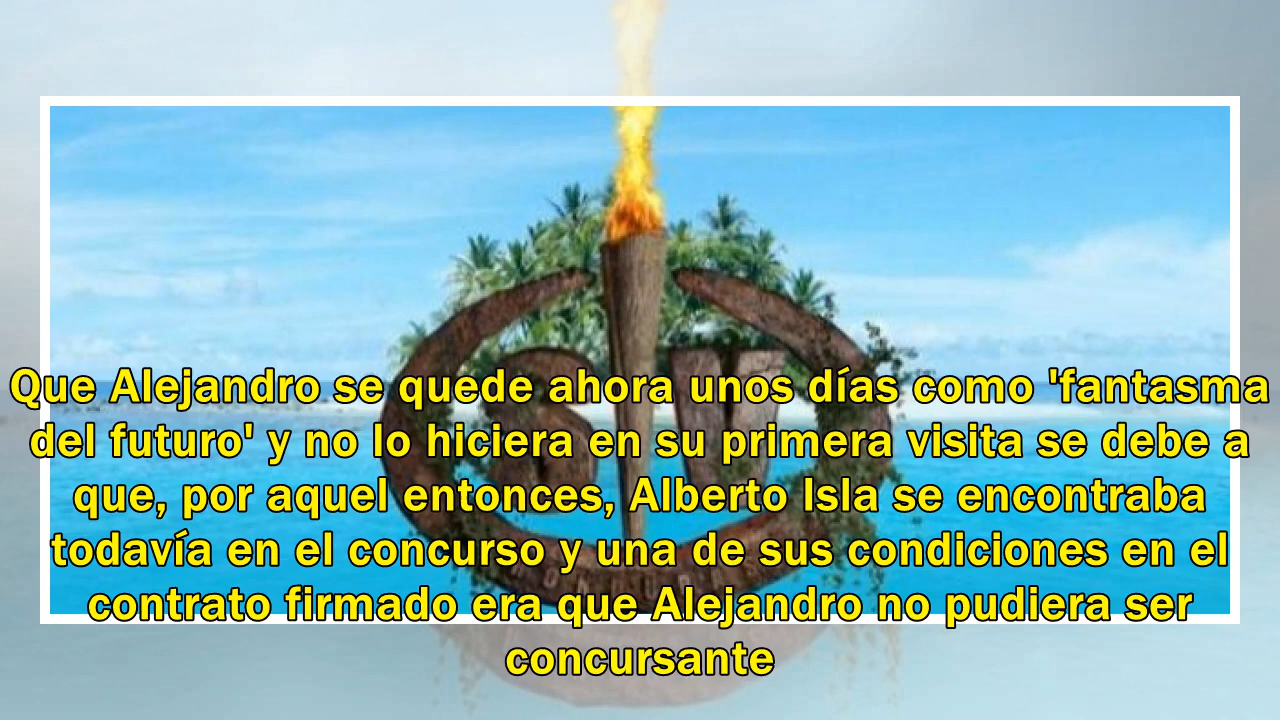 Que Alejandro se quede ahora unos días como 'fantasma
del futuro' y no lo hiciera en su primera visita se debe a
que, por aquel entonces, Alberto Isla se encontraba
todavía en el concurso y una de sus condiciones en el
contrato firmado era que Alejandro no pudiera ser
concursante